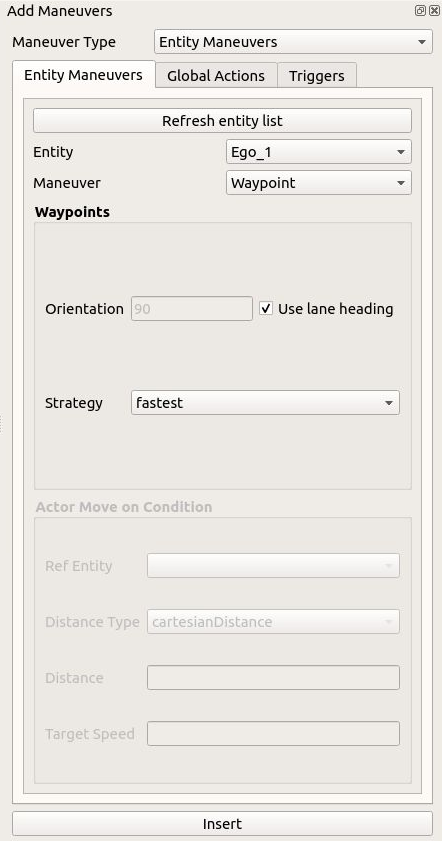 Add Maneuvers
Maneuver Type Entity Maneuvers
Entity Maneuvers Global Actions Triggers
Refresh entity list
Entity Ego_1
Maneuver Waypoint
Waypoints
Orientation 90 Use lane heading
Strategy fastest
Actor Move on Condition
Ref Entity
Distance Type cartesianDistance
Distance
Target Speed
Insert